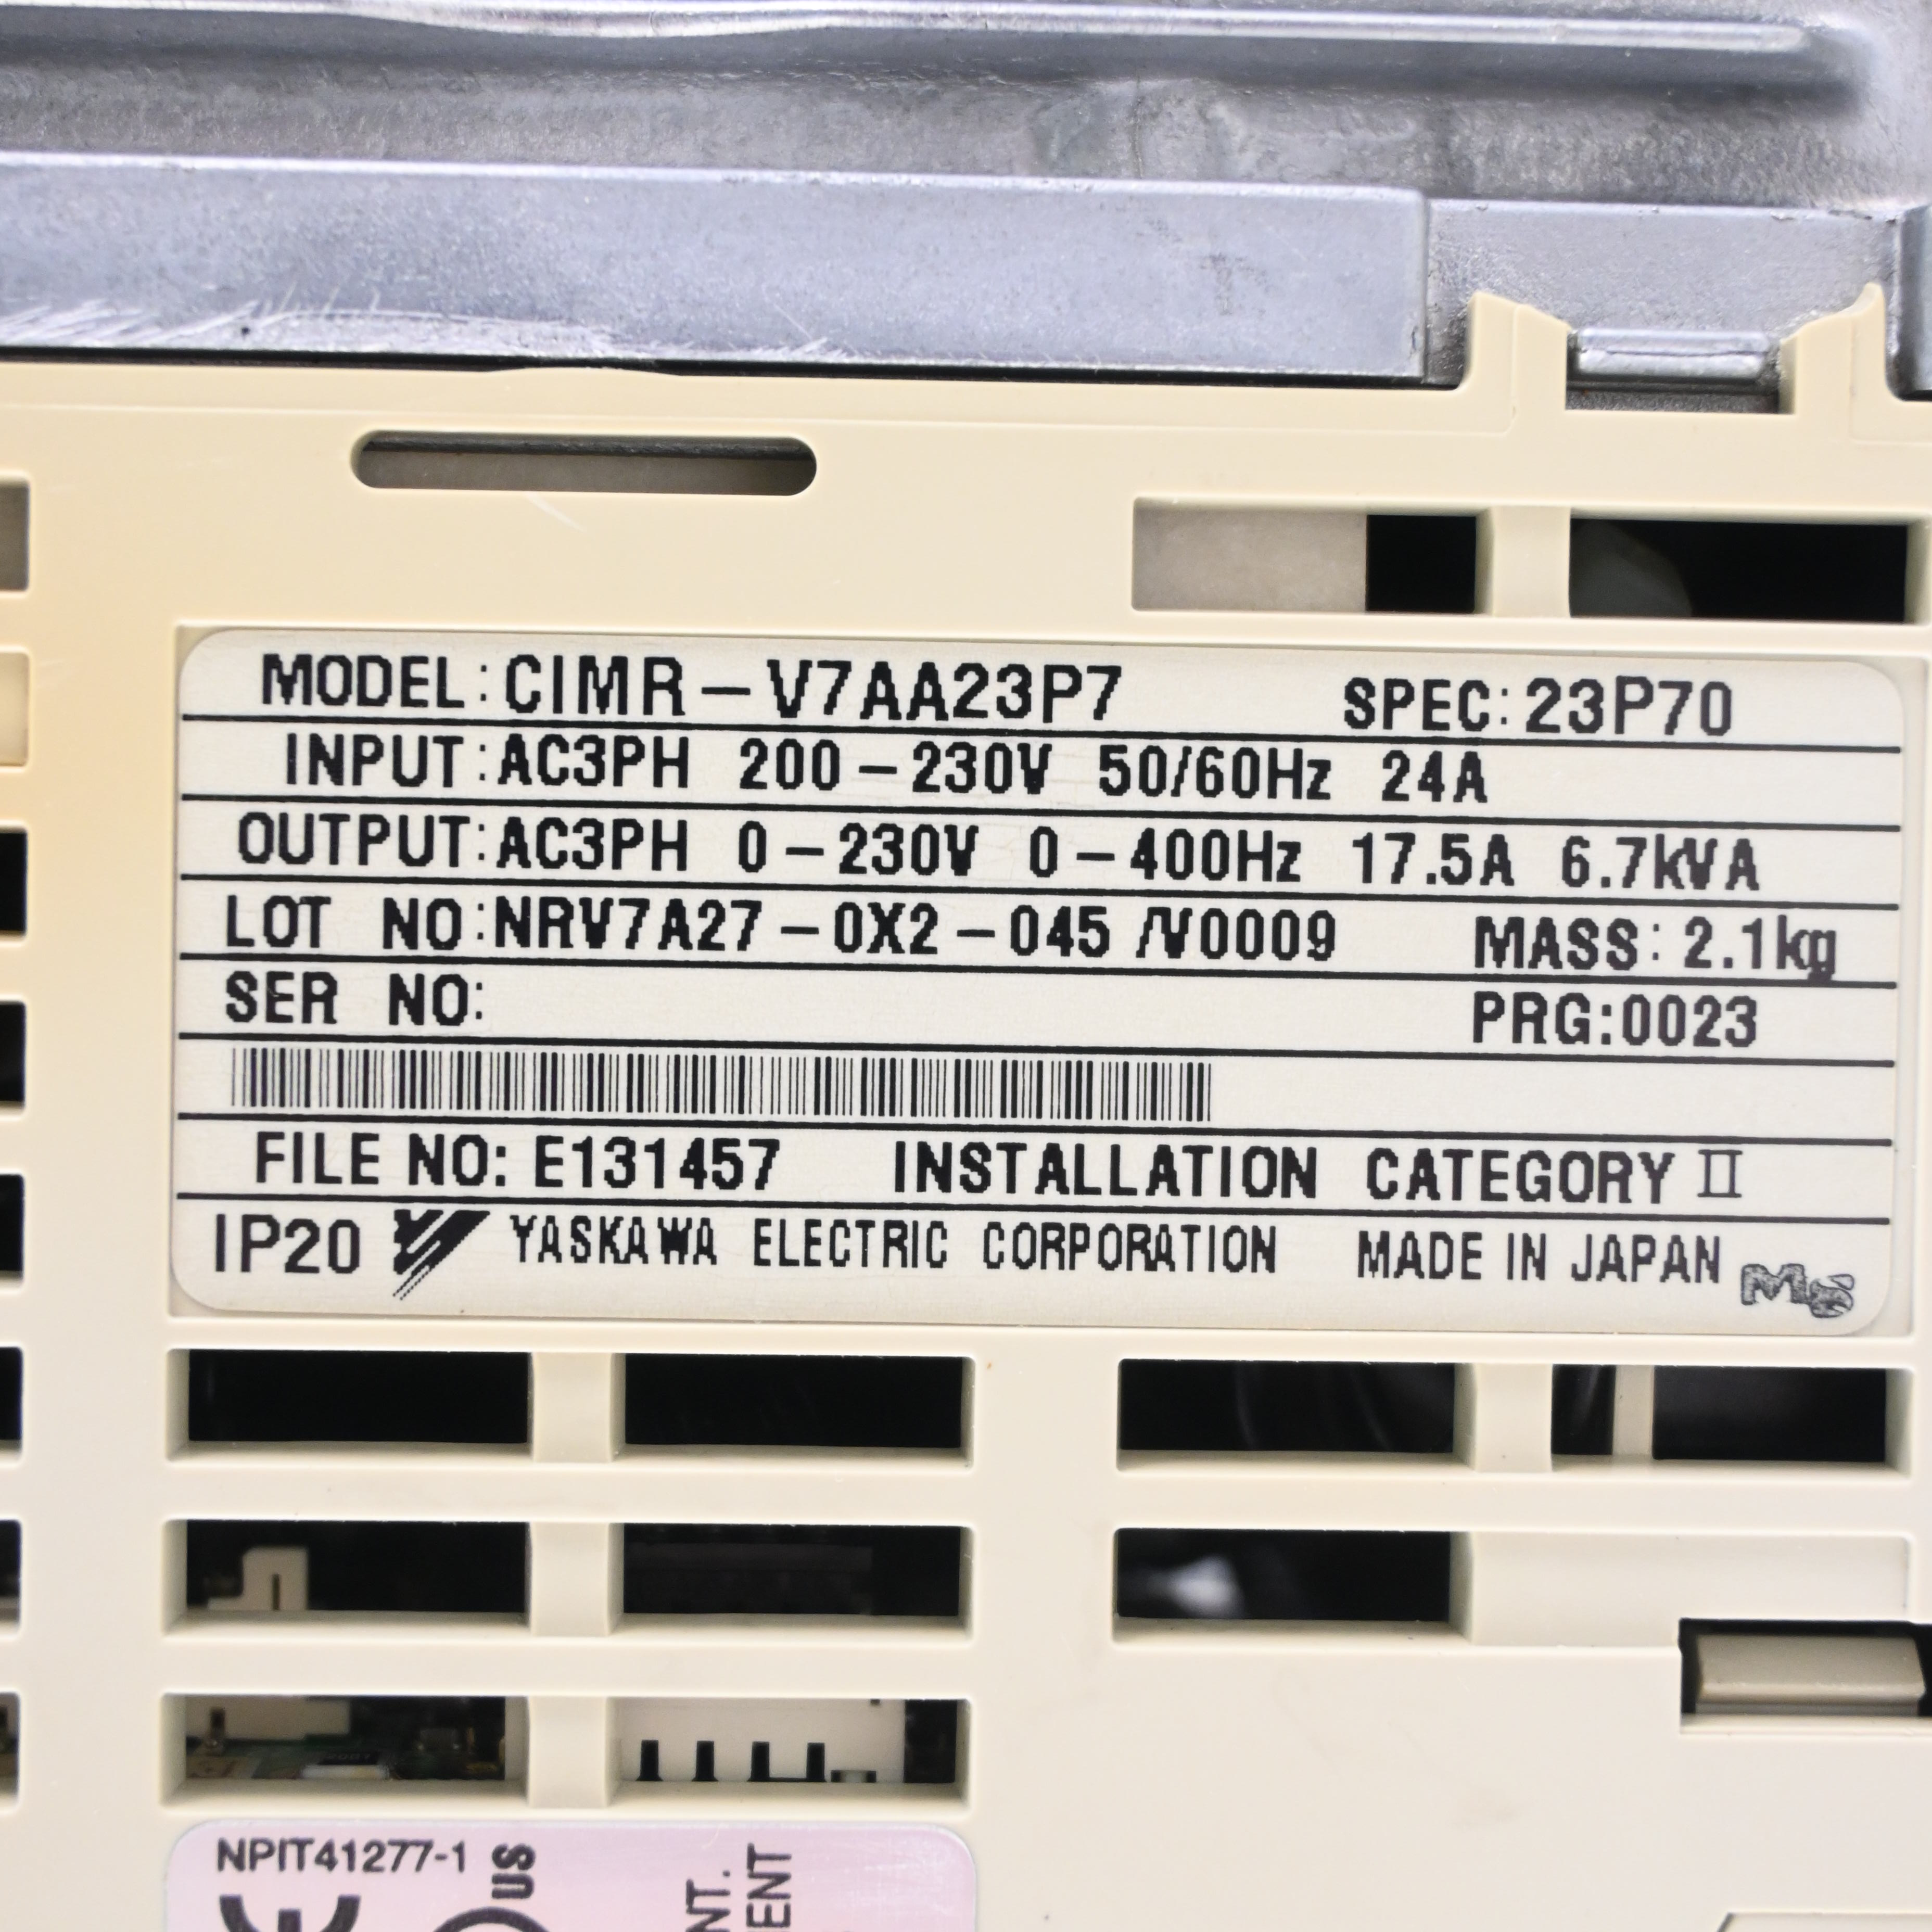 MODEL:CIMR-V7AA23P7 SPEC:23P70
INPUT:AC3PH 200-230V 50/60Hz 24A
OUTPUT:AC3PH 0-230V 0-400Hz 17.5A 6.7kVA
LOT NO:NRV7A27-0X2-045 /V0009 MASS: 2.1kg
SER NO: PRG:0023
FILE NO: E131457 INSTALLATION CATEGORY II
IP20 YASKAWA ELECTRIC CORPORATION MADE IN JAPAN
NPIT41277-1
CE
US